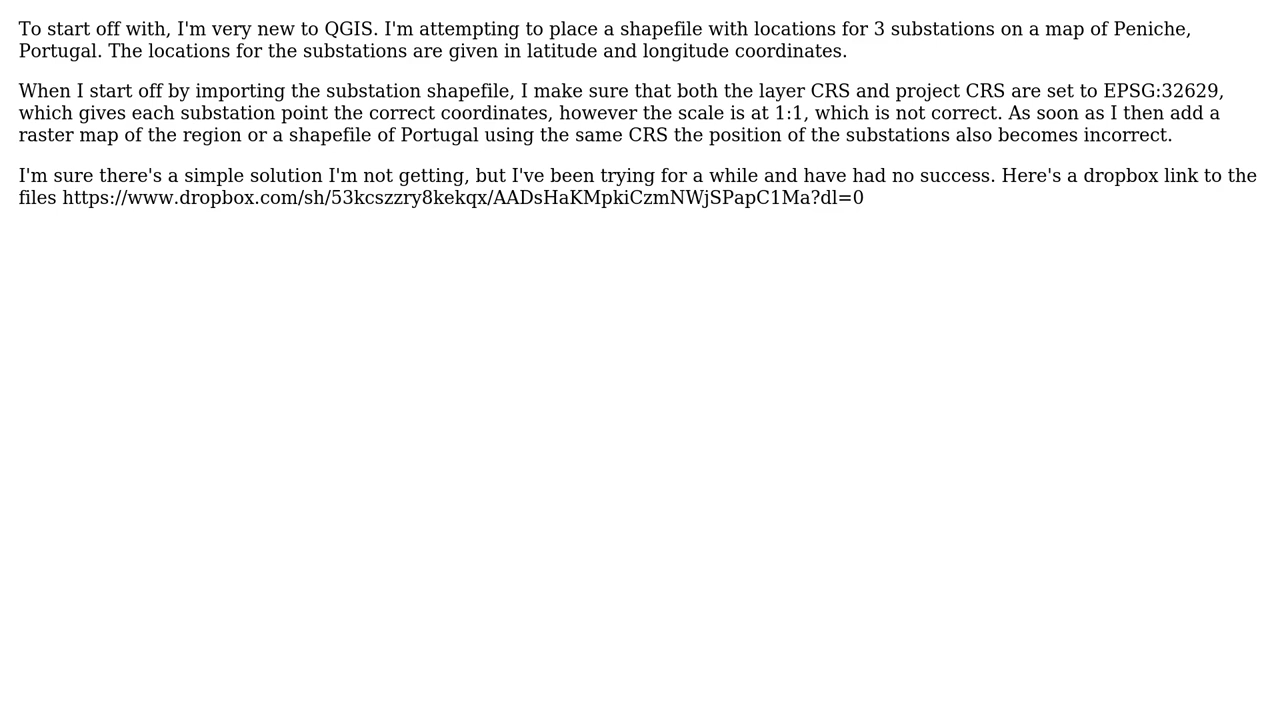 To start off with, I'm very new to QGIS. I'm attempting to place a shapefile with locations for 3 substations on a map of Peniche,
Portugal. The locations for the substations are given in latitude and longitude coordinates.
When I start off by importing the substation shapefile, I make sure that both the layer CRS and project CRS are set to EPSG:32629,
which gives each substation point the correct coordinates, however the scale is at 1:1, which is not correct. As soon as I then add a
raster map of the region or a shapefile of Portugal using the same CRS the position of the substations also becomes incorrect.
I'm sure there's a simple solution I'm not getting, but I've been trying for a while and have had no success. Here's a dropbox link to the
files https://www.dropbox.com/sh/53kcszzry8kekqx/AADsHaKMpkiCzmNWjSPapC1Ma?dl=0